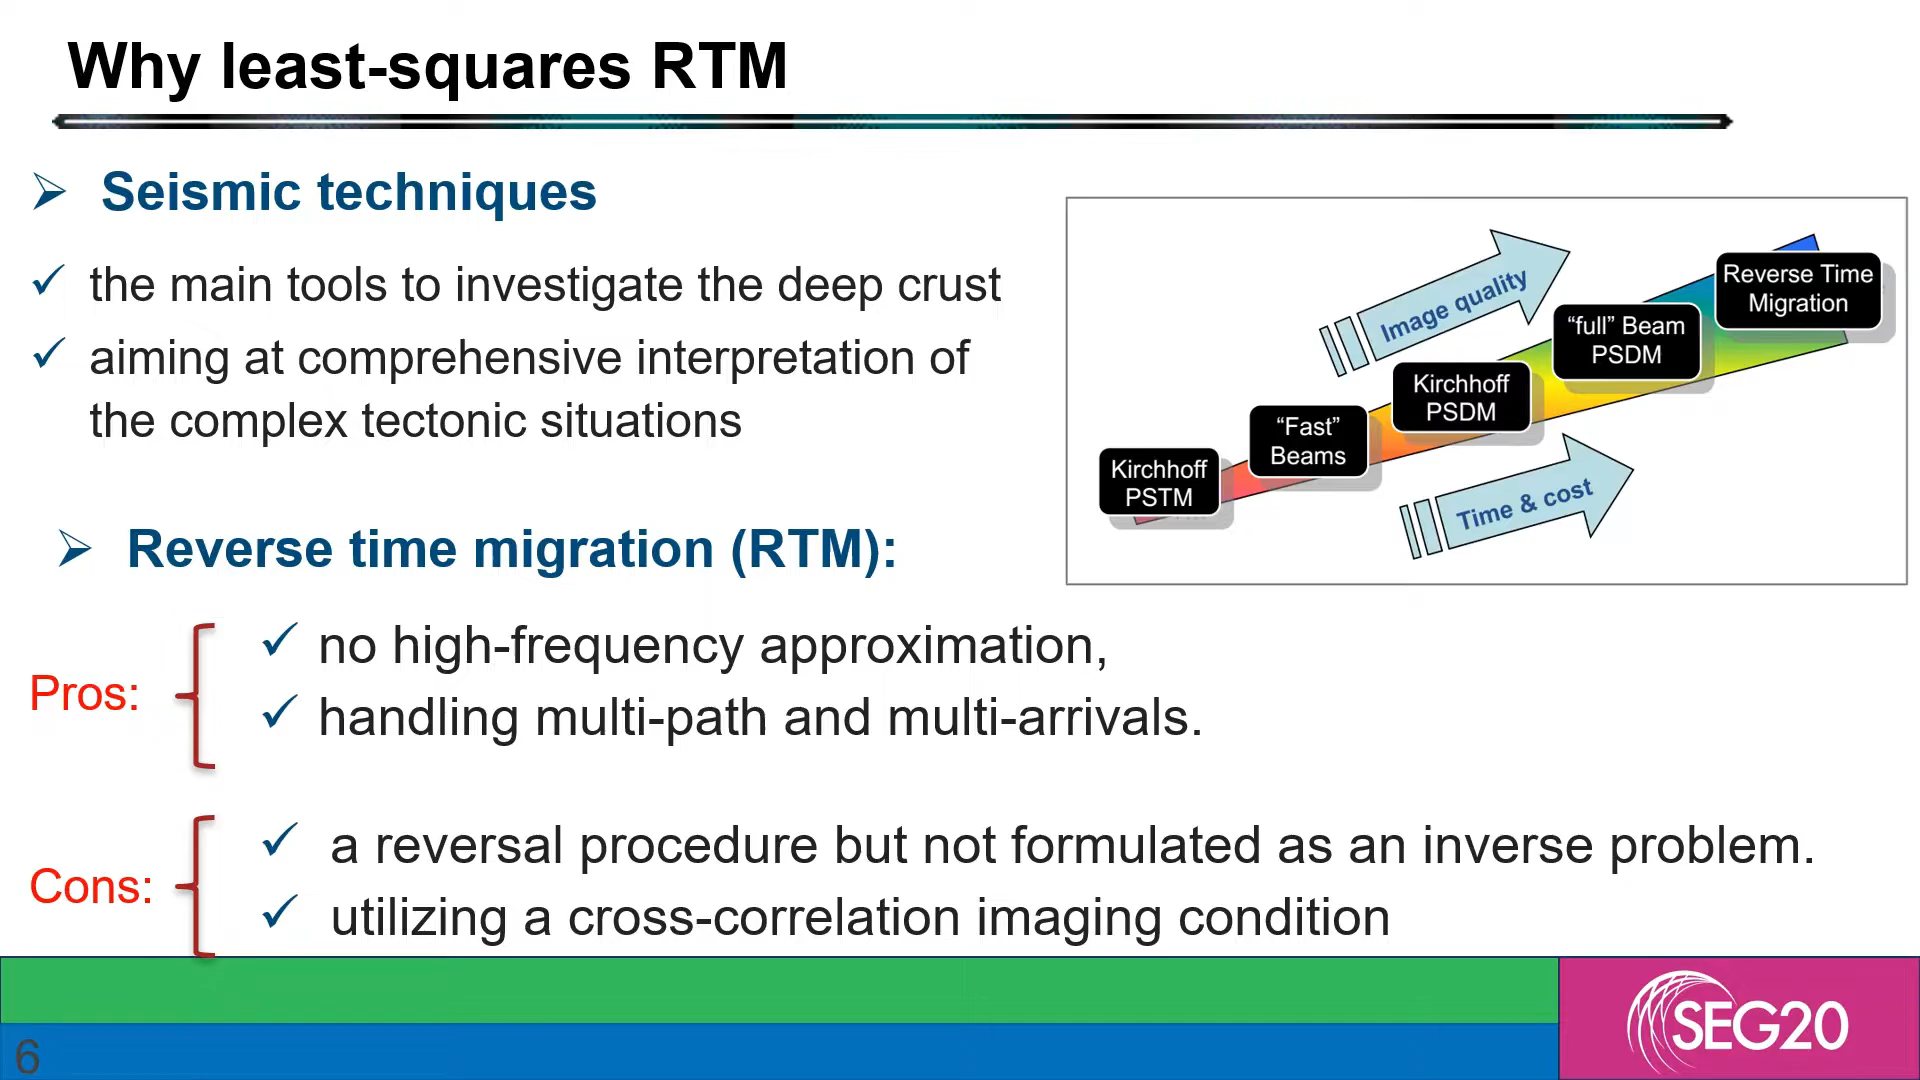 Why least-squares RTM
Seismic techniques
the main tools to investigate the deep crust
aiming at comprehensive interpretation of
the complex tectonic situations
Image quality
Reverse Time
Migration
“full” Beam
PSDM
Kirchhoff
PSDM
“Fast”
Beams
Kirchhoff
PSTM
Time & cost
Reverse time migration (RTM):
Pros:
no high-frequency approximation,
handling multi-path and multi-arrivals.
Cons:
a reversal procedure but not formulated as an inverse problem.
utilizing a cross-correlation imaging condition
SEG20
6